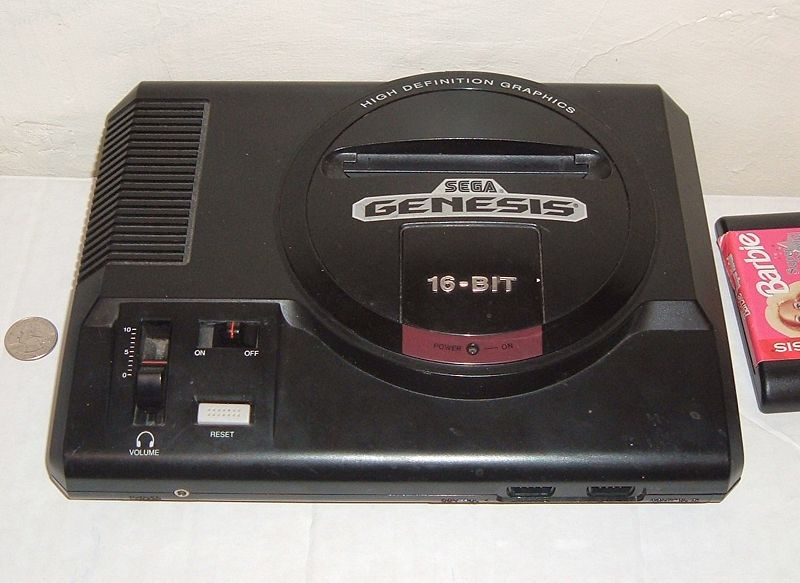 HIGH DEFINITION GRAPHICS
SEGA
GENESIS
16-BIT
POWER — ON
10
5
0
ON OFF
RESET
VOLUME
Barbie
SIS